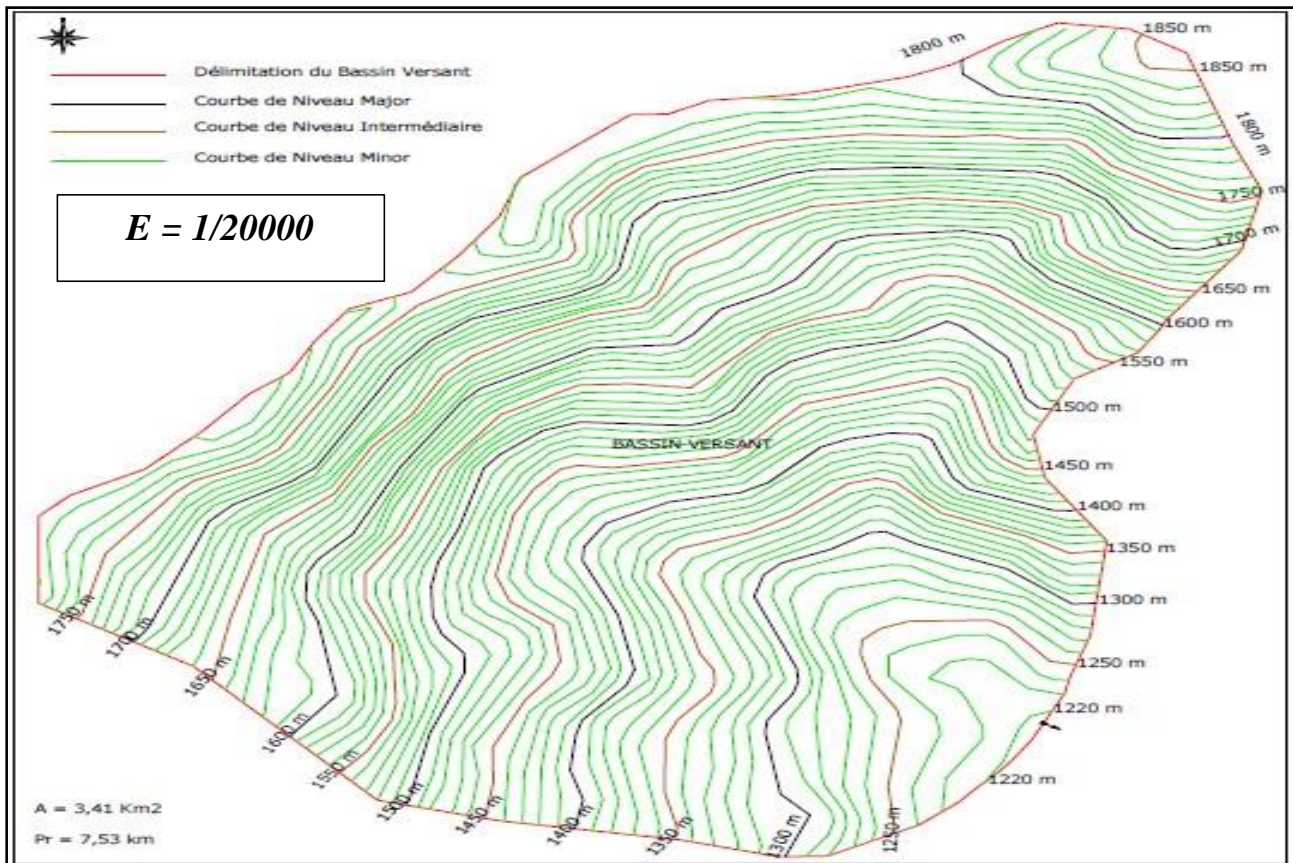 Délimitation du Bassin Versant
Courbe de Niveau Major
Courbe de Niveau Intermédiaire
Courbe de Niveau Minor
E = 1/20000
1800 m
1850 m
1850 m
1800 m
1750 m
1700 m
1650 m
1600 m
1550 m
1500 m
BASSIN VERSANT
1450 m
1400 m
1350 m
1300 m
1250 m
1220 m
1220 m
1750 m
1700 m
1650 m
1600 m
1550 m
1500 m
1450 m
1400 m
1350 m
1300 m
1250 m
A = 3,41 Km2
Pr = 7,53 km